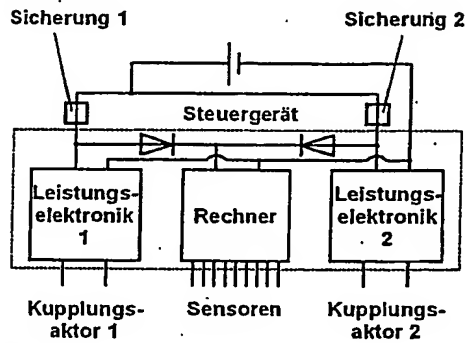 Sicherung 1
Sicherung 2
Steuergerät
Leistungs-
elektronik
1
Rechner
Leistungs-
elektronik
2
Kupplungs-
aktor 1
Sensoren
Kupplungs-
aktor 2